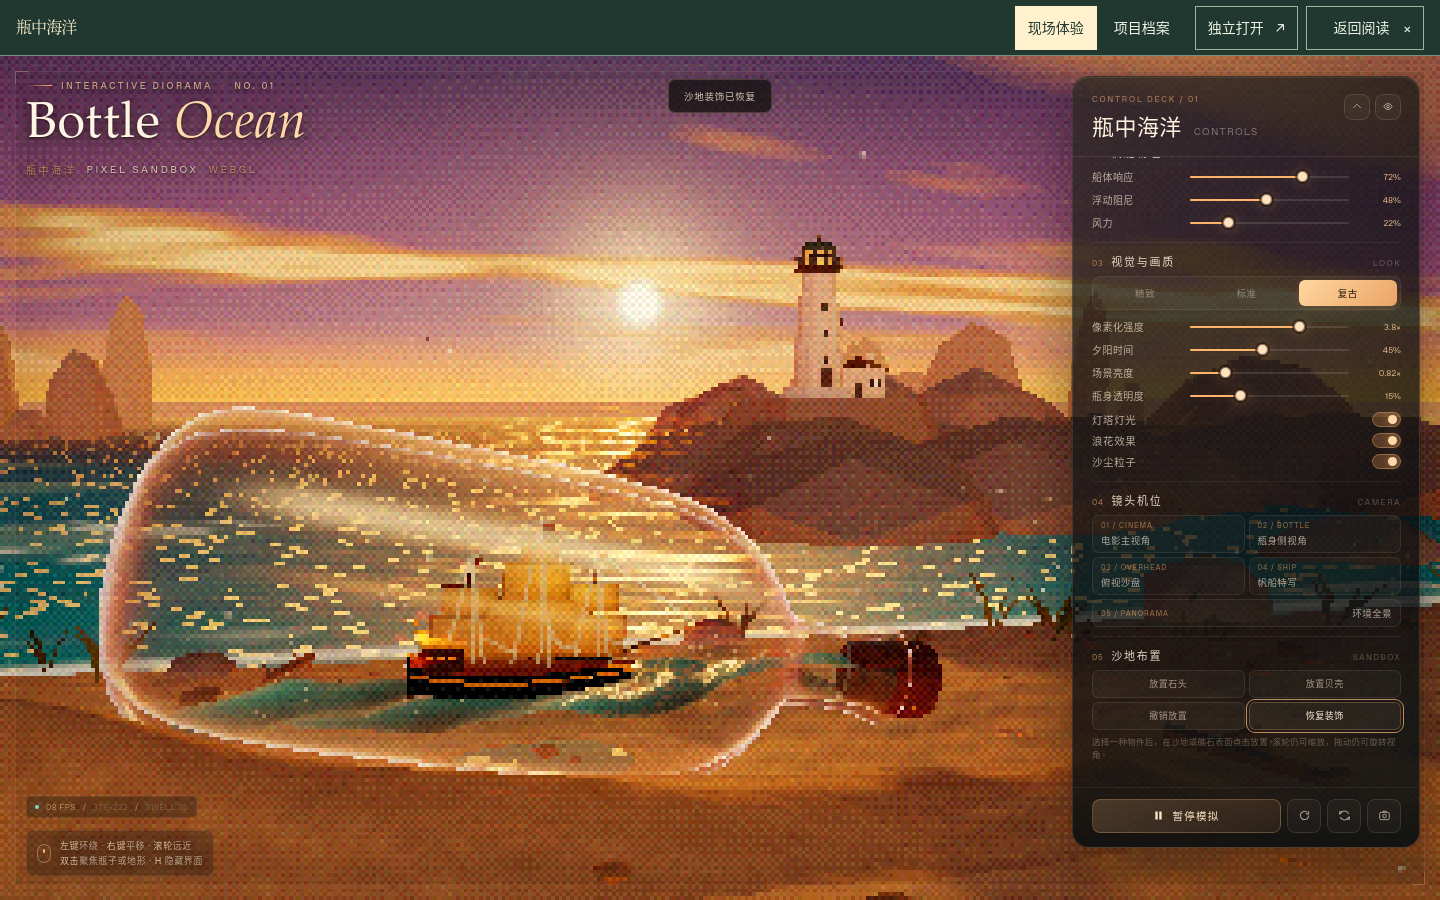 瓶中海洋
现场体验
项目档案
独立打开 ↗
返回阅读 ×
INTERACTIVE DIORAMA · NO. 01
Bottle Ocean
瓶中海洋 PIXEL SANDBOX WEBGL
沙地装饰已恢复
CONTROL DECK / 01
瓶中海洋 CONTROLS
船体响应 72%
浮动阻尼 48%
风力 22%
03 视觉与画质 LOOK
精致 标准 复古
像素化强度 3.8×
夕阳时间 45%
场景亮度 0.82×
瓶身透明度 15%
灯塔灯光
浪花效果
沙尘粒子
04 镜头机位 CAMERA
01 / CINEMA
电影主视角
02 / BOTTLE
瓶身侧视角
03 / OVERHEAD
俯视沙盘
04 / SHIP
帆船特写
05 / PANORAMA 环境全景
05 沙地布置 SANDBOX
放置石头 放置贝壳
撤销放置 恢复装饰
选择一种物件后，在沙地或礁石表面点击放置·滚轮仍可缩放，拖动仍可旋转视
角·
暂停模拟
08 FPS / 373×222 /
左键环绕 · 右键平移 · 滚轮远近
双击聚焦瓶子或地形 · H 隐藏界面